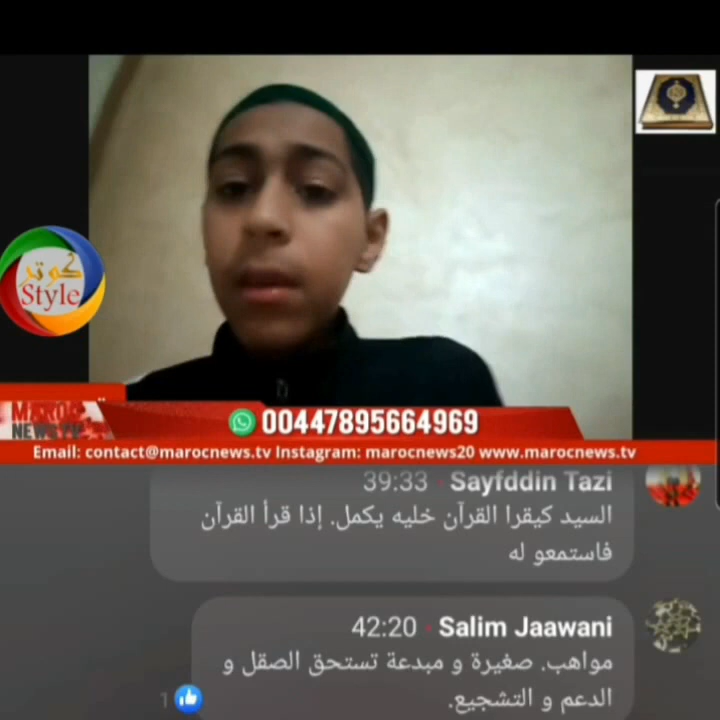 كوثر
Style
MAROC
NEWS TV
00447895664969
Email: contact@marocnews.tv Instagram: marocnews20 www.marocnews.tv
Sayfddin Tazi • 39:33
السيد كيقرا القرآن خليه يكمل. إذا قرأ القرآن
فاستمعو له
Salim Jaawani • 42:20
مواهب. صغيرة و مبدعة تستحق الصقل و
الدعم و التشجيع.
1